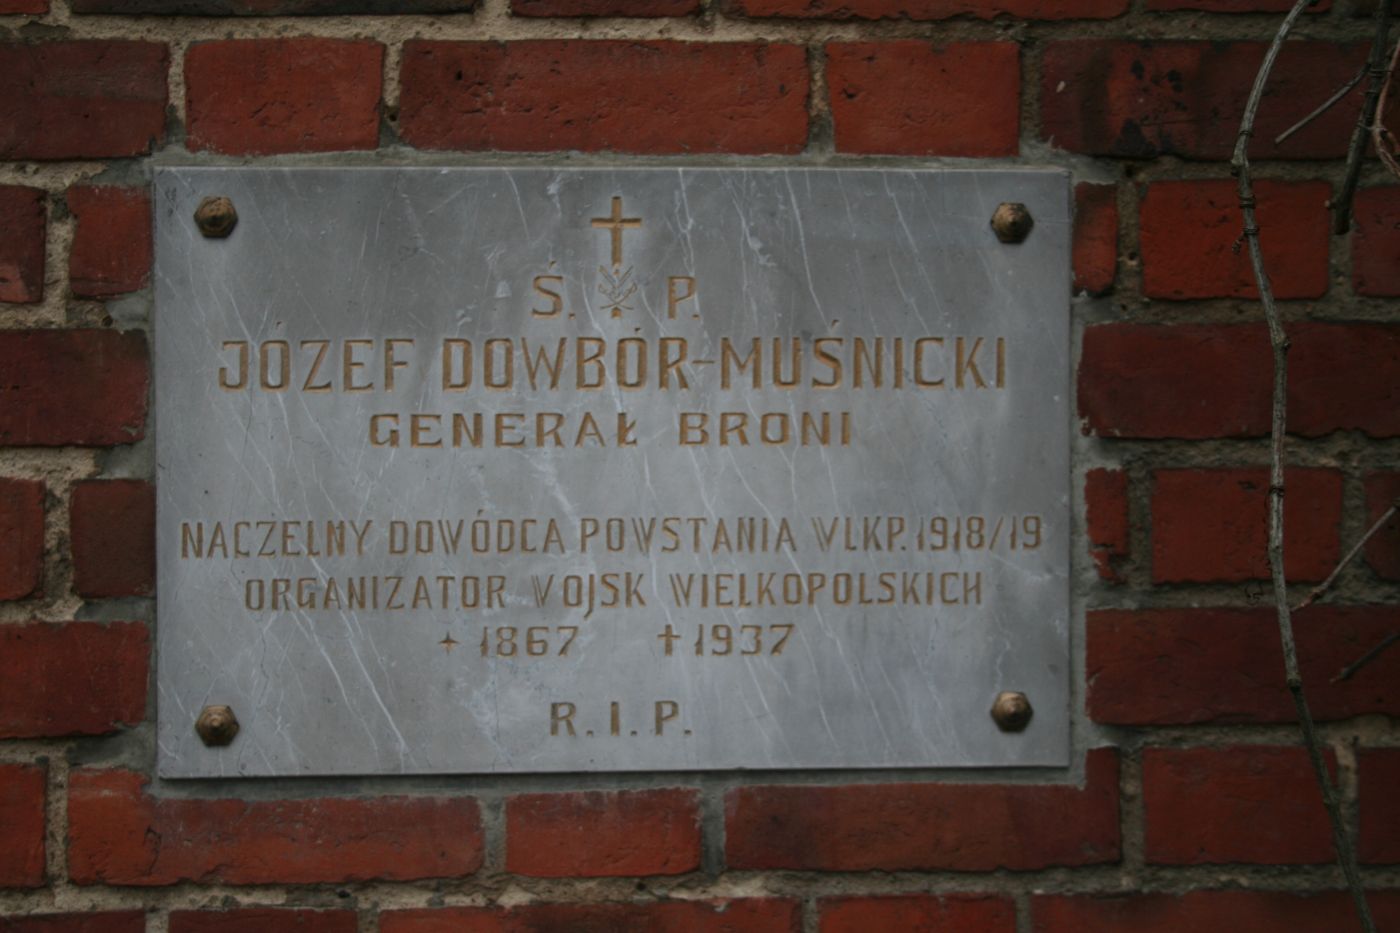 Ś. P.
JÓZEF DOWBÓR-MUŚNICKI
GENERAŁ BRONI
NACZELNY DOWÓDCA POWSTANIA WLKP. 1918/19
ORGANIZATOR WOJSK WIELKOPOLSKICH
+ 1867 † 1937
R. I. P.